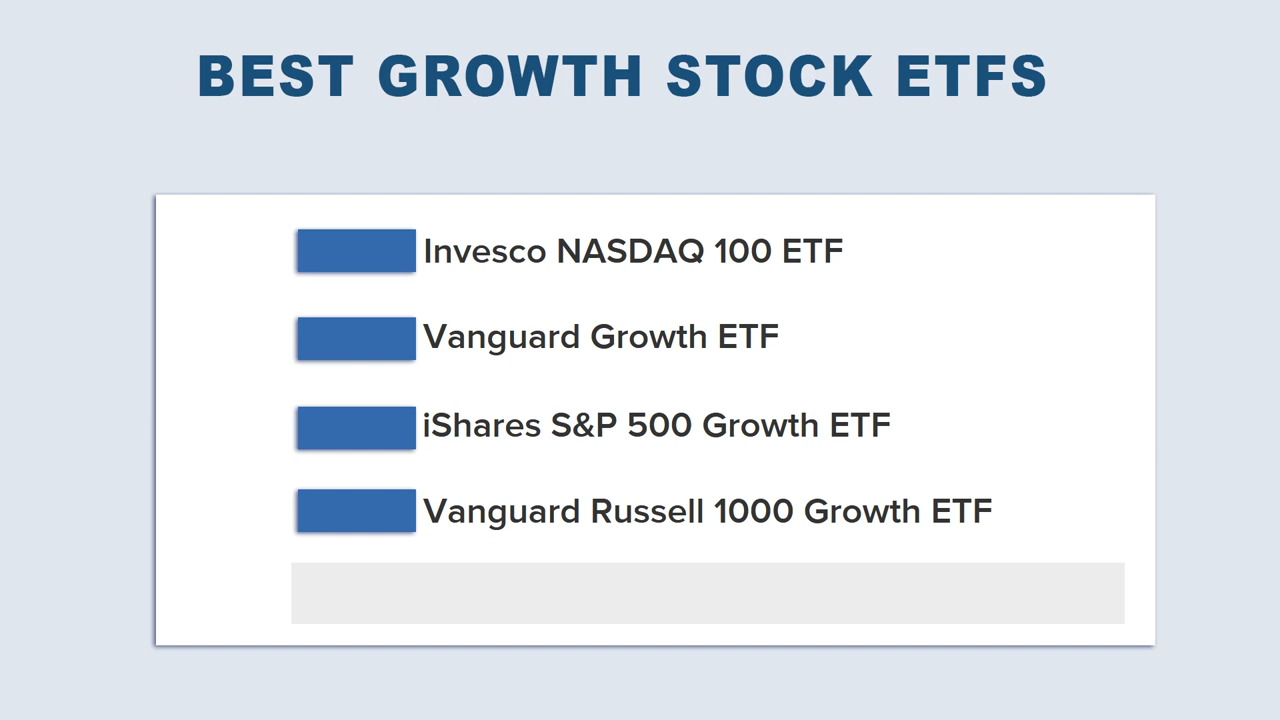 BEST GROWTH STOCK ETFS
Invesco NASDAQ 100 ETF
Vanguard Growth ETF
iShares S&P 500 Growth ETF
Vanguard Russell 1000 Growth ETF